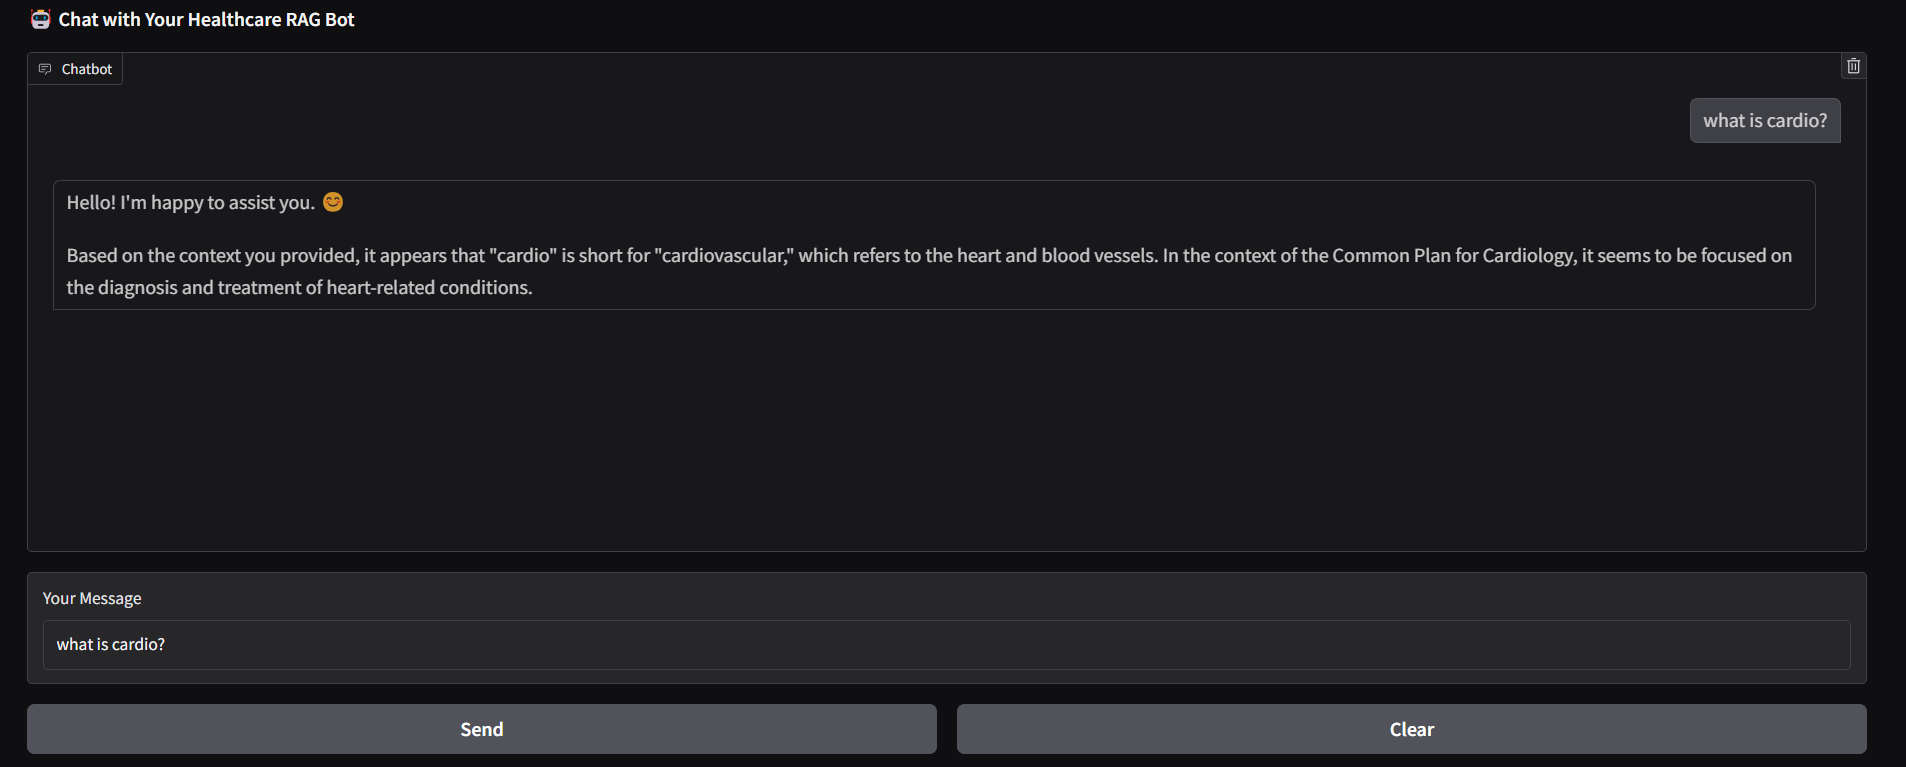 Chat with Your Healthcare RAG Bot
Chatbot
what is cardio?
Hello! I'm happy to assist you. 😊
Based on the context you provided, it appears that "cardio" is short for "cardiovascular," which refers to the heart and blood vessels. In the context of the Common Plan for Cardiology, it seems to be focused on
the diagnosis and treatment of heart-related conditions.
Your Message
what is cardio?
Send
Clear